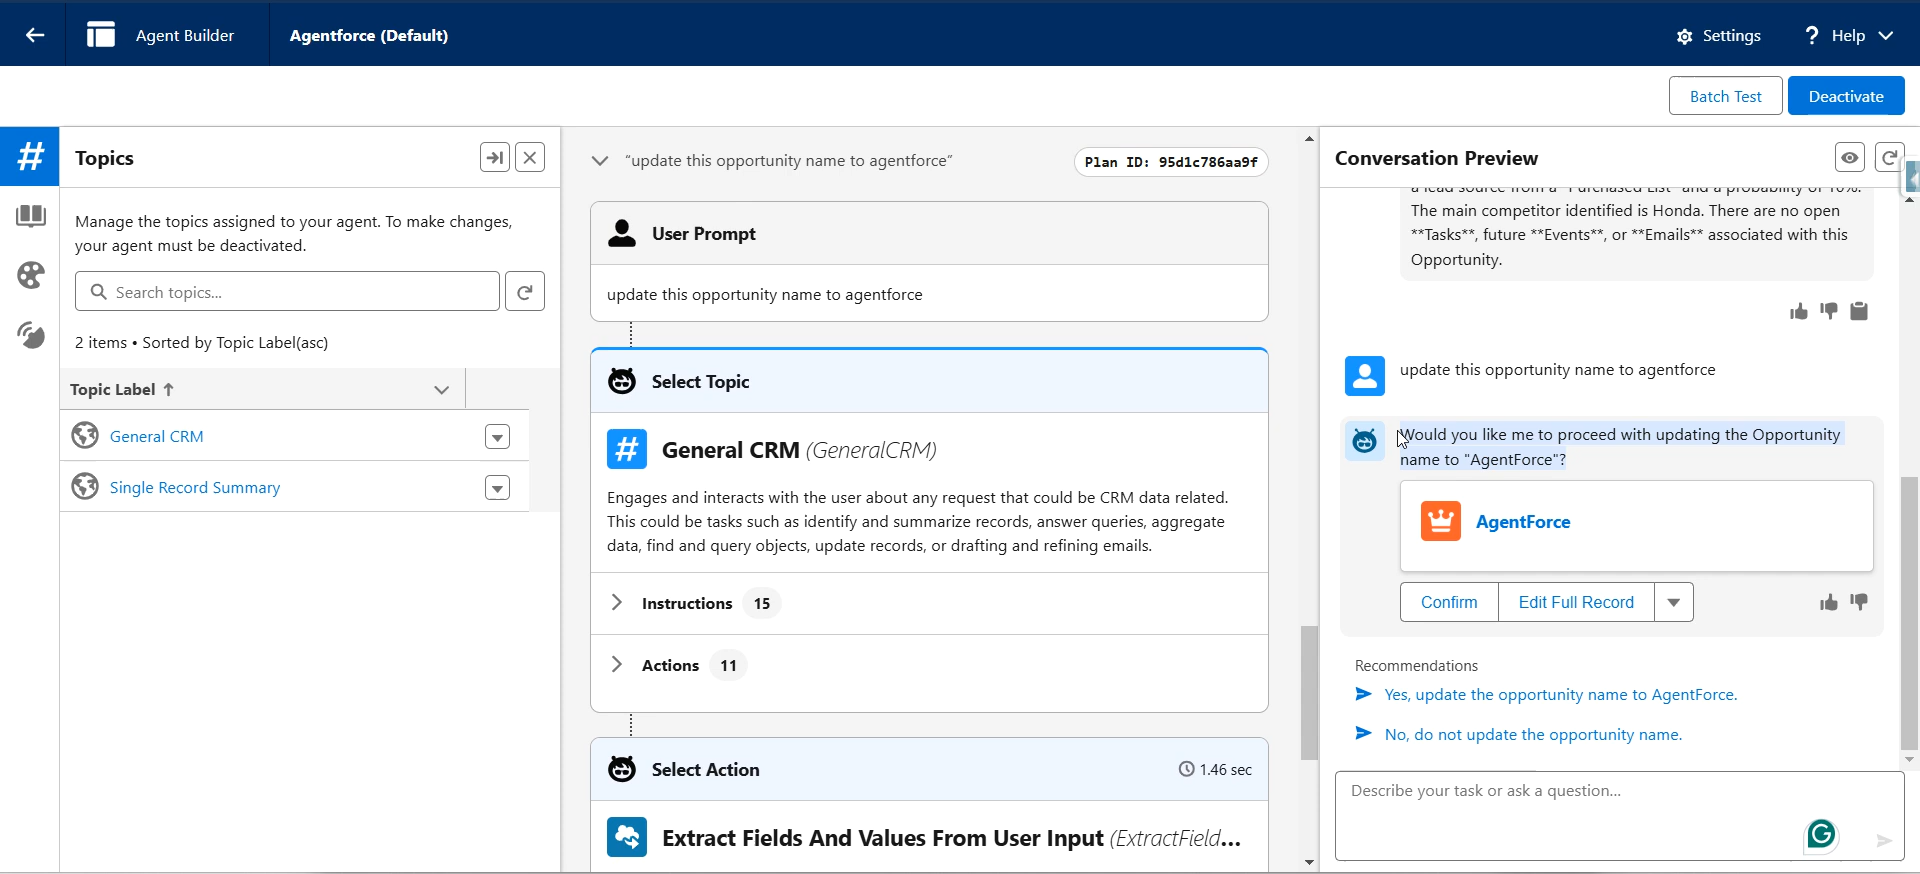 Agent Builder
Agentforce (Default)
Settings
? Help
Batch Test
Deactivate
#
Topics
Manage the topics assigned to your agent. To make changes,
your agent must be deactivated.
Search topics...
2 items • Sorted by Topic Label(asc)
Topic Label ↑
General CRM
Single Record Summary
“update this opportunity name to agentforce”
Plan ID: 95d1c786aa9f
User Prompt
update this opportunity name to agentforce
Select Topic
# General CRM (GeneralCRM)
Engages and interacts with the user about any request that could be CRM data related.
This could be tasks such as identify and summarize records, answer queries, aggregate
data, find and query objects, update records, or drafting and refining emails.
Instructions 15
Actions 11
Select Action
1.46 sec
Extract Fields And Values From User Input (ExtractField...
Conversation Preview
a lead source from a "Purchased List" and a probability of 10%.
The main competitor identified is Honda. There are no open
**Tasks**, future **Events**, or **Emails** associated with this
Opportunity.
update this opportunity name to agentforce
Would you like me to proceed with updating the Opportunity
name to "AgentForce"?
AgentForce
Confirm
Edit Full Record
Recommendations
Yes, update the opportunity name to AgentForce.
No, do not update the opportunity name.
Describe your task or ask a question...